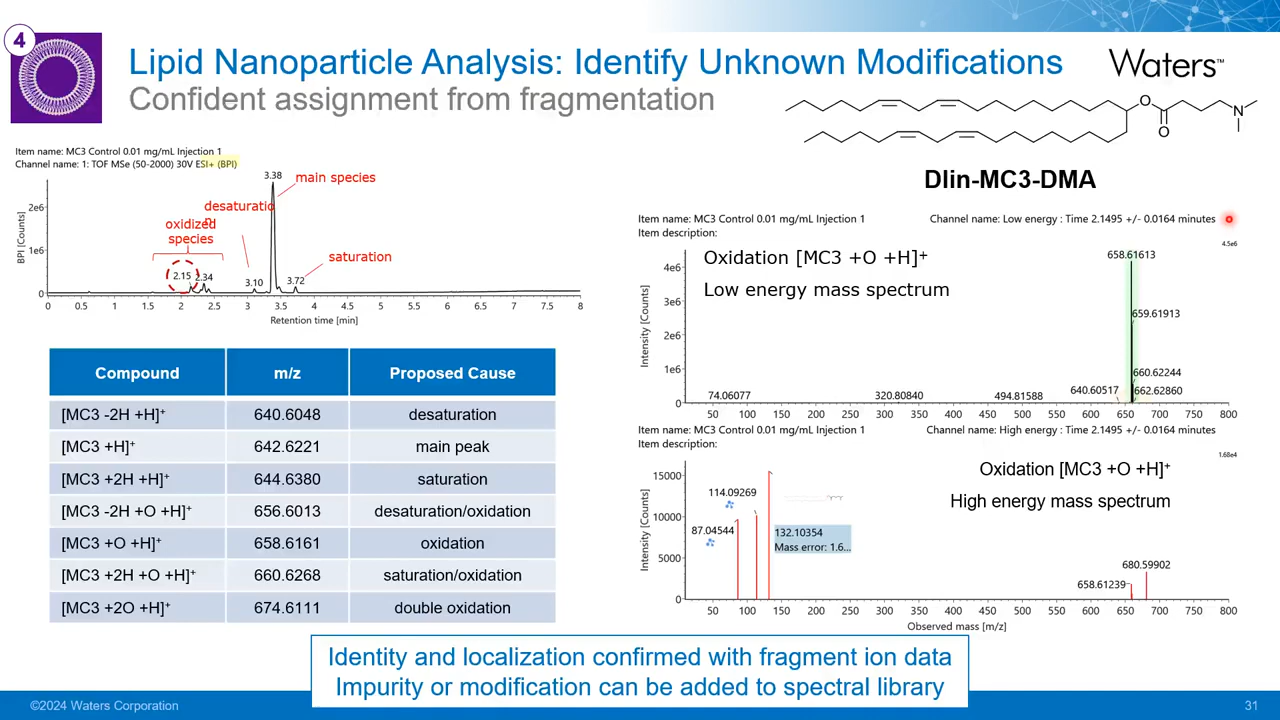 4
Lipid Nanoparticle Analysis: Identify Unknown Modifications
Confident assignment from fragmentation
Waters™
O
O
N
Dlin-MC3-DMA
Item name: MC3 Control 0.01 mg/mL Injection 1
Channel name: 1: TOF MSe (50-2000) 30V ESI+ (BPI)
BPI [Counts]
2e6
1e6
0
3.38
main species
desaturatio
n
oxidized
species
saturation
2.15
2.34
3.10
3.72
0 0.5 1 1.5 2 2.5 3 3.5 4 4.5 5 5.5 6 6.5 7 7.5 8
Retention time [min]
Compound m/z Proposed Cause
[MC3 -2H +H]⁺ 640.6048 desaturation
[MC3 +H]⁺ 642.6221 main peak
[MC3 +2H +H]⁺ 644.6380 saturation
[MC3 -2H +O +H]⁺ 656.6013 desaturation/oxidation
[MC3 +O +H]⁺ 658.6161 oxidation
[MC3 +2H +O +H]⁺ 660.6268 saturation/oxidation
[MC3 +2O +H]⁺ 674.6111 double oxidation
Item name: MC3 Control 0.01 mg/mL Injection 1 Channel name: Low energy : Time 2.1495 +/- 0.0164 minutes
Item description:
4.5e6
Oxidation [MC3 +O +H]⁺
Low energy mass spectrum
Intensity [Counts]
4e6
3e6
2e6
1e6
0
658.61613
659.61913
660.62244
662.62860
640.60517
74.06077
320.80840
494.81588
50 100 150 200 250 300 350 400 450 500 550 600 650 700 750 800
Item name: MC3 Control 0.01 mg/mL Injection 1 Channel name: High energy : Time 2.1495 +/- 0.0164 minutes
Item description:
1.68e4
Oxidation [MC3 +O +H]⁺
High energy mass spectrum
Intensity [Counts]
15000
10000
5000
0
114.09269
87.04544
132.10354
Mass error: 1.6...
680.59902
658.61239
50 100 150 200 250 300 350 400 450 500 550 600 650 700 750 800
Observed mass [m/z]
Identity and localization confirmed with fragment ion data
Impurity or modification can be added to spectral library
©2024 Waters Corporation
31